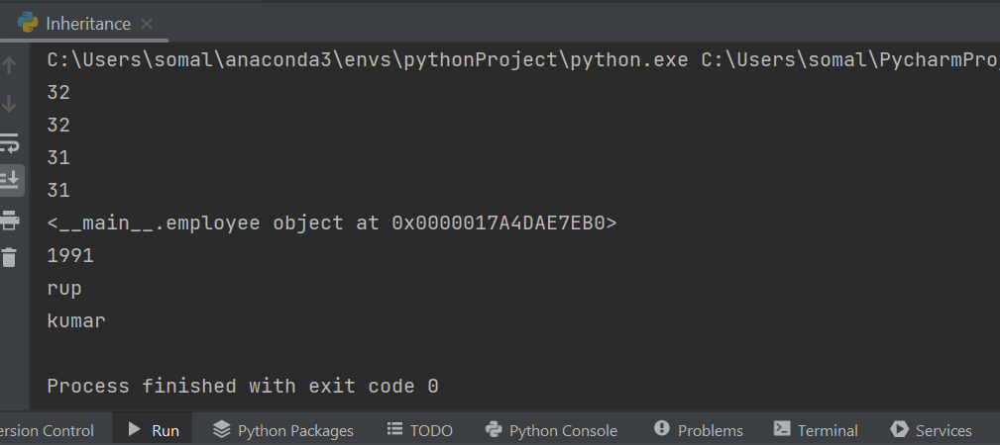 Inheritance
C:\Users\somal\anaconda3\envs\pythonProject\python.exe C:\Users\somal\PycharmProj
32
32
31
31
<__main__.employee object at 0x0000017A4DAE7EB0>
1991
rup
kumar
Process finished with exit code 0
ersion Control Run Python Packages TODO Python Console Problems Terminal Services